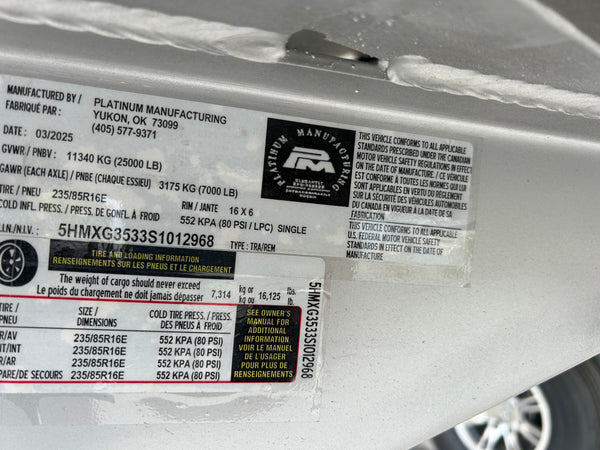 MANUFACTURED BY /
FABRIQUÉ PAR :
PLATINUM MANUFACTURING
YUKON, OK 73099
(405) 577-9371
DATE : 03/2025
GVWR / PNBV : 11340 KG (25000 LB)
GAWR (EACH AXLE) / PNBE (CHAQUE ESSIEU) 3175 KG (7000 LB)
TIRE / PNEU 235/85R16E RIM / JANTE 16 X 6
COLD INFL. PRESS. / PRESS. DE GONFL. À FROID 552 KPA (80 PSI / LPC) SINGLE
.I.N./N.I.V.: 5HMXG3533S1012968 TYPE : TRA/REM
PLATINUM MANUFACTURING
PM
THIS VEHICLE CONFORMS TO ALL APPLICABLE
STANDARDS PRESCRIBED UNDER THE CANADIAN
MOTOR VEHICLE SAFETY REGULATIONS IN EFFECT
ON THE DATE OF MANUFACTURE. / CE VÉHICULE
EST CONFORME À TOUTES LES NORMES QUI
SONT APPLICABLES EN VERTU DU RÈGLEMENT
SUR LA SÉCURITÉ DES VÉHICULES AUTOMOBILES
DU CANADA EN VIGUEUR À LA DATE DE SA
FABRICATION
THIS VEHICLE CONFORMS TO ALL APPLICABLE
U.S. FEDERAL MOTOR VEHICLE SAFETY
STANDARDS IN EFFECT ON THE DATE OF
MANUFACTURE
TIRE AND LOADING INFORMATION
RENSEIGNEMENTS SUR LES PNEUS ET LE CHARGEMENT
The weight of cargo should never exceed
Le poids du chargement ne doit jamais dépasser 7,314 kg or kg ou 16,125 lbs. lb.
TIRE / PNEU SIZE / DIMENSIONS COLD TIRE PRESS. / PRESS. DES PNEUS À FROID
R/AV 235/85R16E 552 KPA (80 PSI)
IT/INT 235/85R16E 552 KPA (80 PSI)
R/AR 235/85R16E 552 KPA (80 PSI)
PARE/DE SECOURS 235/85R16E 552 KPA (80 PSI)
SEE OWNER'S
MANUAL FOR
ADDITIONAL
INFORMATION
VOIR LE MANUEL
DE L'USAGER
POUR PLUS DE
RENSEIGNEMENTS
5HMXG3533S1012968